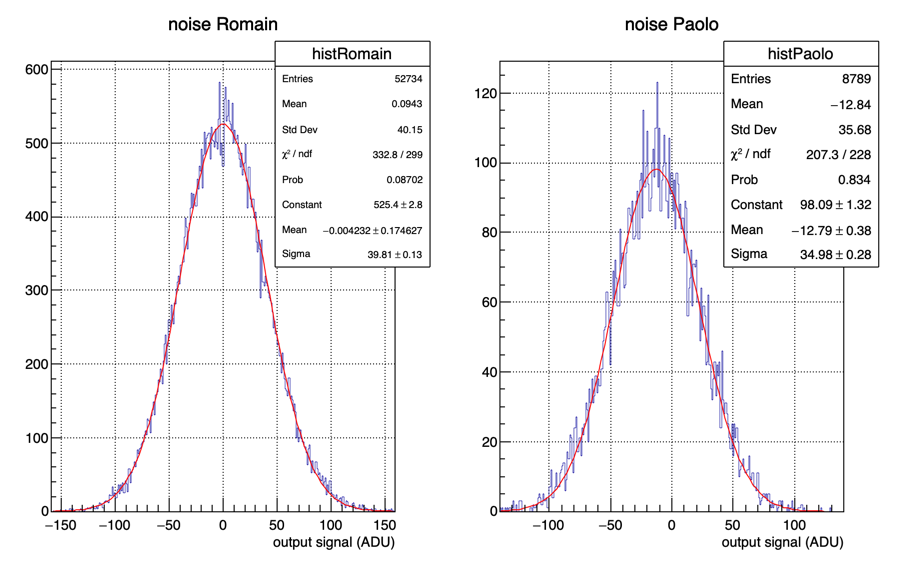 noise Romain
histRomain
Entries 52734
Mean 0.0943
Std Dev 40.15
χ² / ndf 332.8 / 299
Prob 0.08702
Constant 525.4 ± 2.8
Mean −0.004232 ± 0.174627
Sigma 39.81 ± 0.13
600
500
400
300
200
100
0
−150 −100 −50 0 50 100 150
output signal (ADU)
noise Paolo
histPaolo
Entries 8789
Mean −12.84
Std Dev 35.68
χ² / ndf 207.3 / 228
Prob 0.834
Constant 98.09 ± 1.32
Mean −12.79 ± 0.38
Sigma 34.98 ± 0.28
120
100
80
60
40
20
0
−100 −50 0 50 100
output signal (ADU)